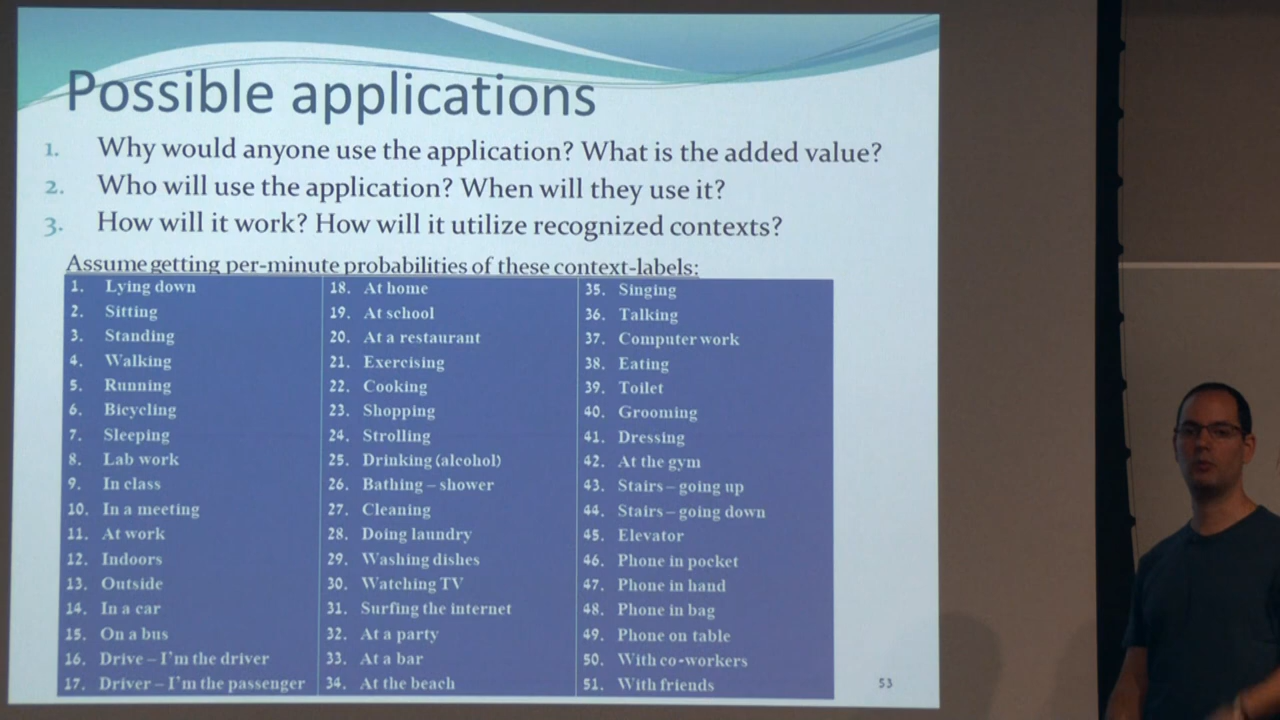 Possible applications
1. Why would anyone use the application? What is the added value?
2. Who will use the application? When will they use it?
3. How will it work? How will it utilize recognized contexts?
Assume getting per-minute probabilities of these context-labels:
1. Lying down
2. Sitting
3. Standing
4. Walking
5. Running
6. Bicycling
7. Sleeping
8. Lab work
9. In class
10. In a meeting
11. At work
12. Indoors
13. Outside
14. In a car
15. On a bus
16. Drive – I'm the driver
17. Driver – I'm the passenger
18. At home
19. At school
20. At a restaurant
21. Exercising
22. Cooking
23. Shopping
24. Strolling
25. Drinking (alcohol)
26. Bathing – shower
27. Cleaning
28. Doing laundry
29. Washing dishes
30. Watching TV
31. Surfing the internet
32. At a party
33. At a bar
34. At the beach
35. Singing
36. Talking
37. Computer work
38. Eating
39. Toilet
40. Grooming
41. Dressing
42. At the gym
43. Stairs – going up
44. Stairs – going down
45. Elevator
46. Phone in pocket
47. Phone in hand
48. Phone in bag
49. Phone on table
50. With co-workers
51. With friends
53